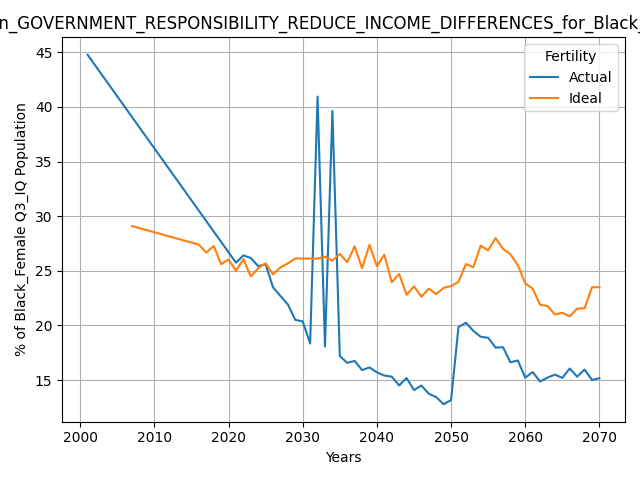 n_GOVERNMENT_RESPONSIBILITY_REDUCE_INCOME_DIFFERENCES_for_Black_
Fertility
Actual
Ideal
% of Black_Female Q3_IQ Population
45
40
35
30
25
20
15
2000 2010 2020 2030 2040 2050 2060 2070
Years